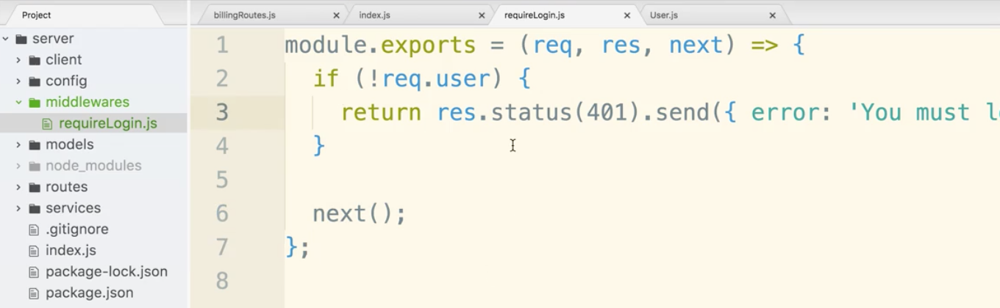 Project
server
client
config
middlewares
requireLogin.js
models
node_modules
routes
services
.gitignore
index.js
package-lock.json
package.json
billingRoutes.js
index.js
requireLogin.js
User.js
1 module.exports = (req, res, next) => {
2 if (!req.user) {
3 return res.status(401).send({ error: 'You must
4 }
5
6 next();
7 };
8